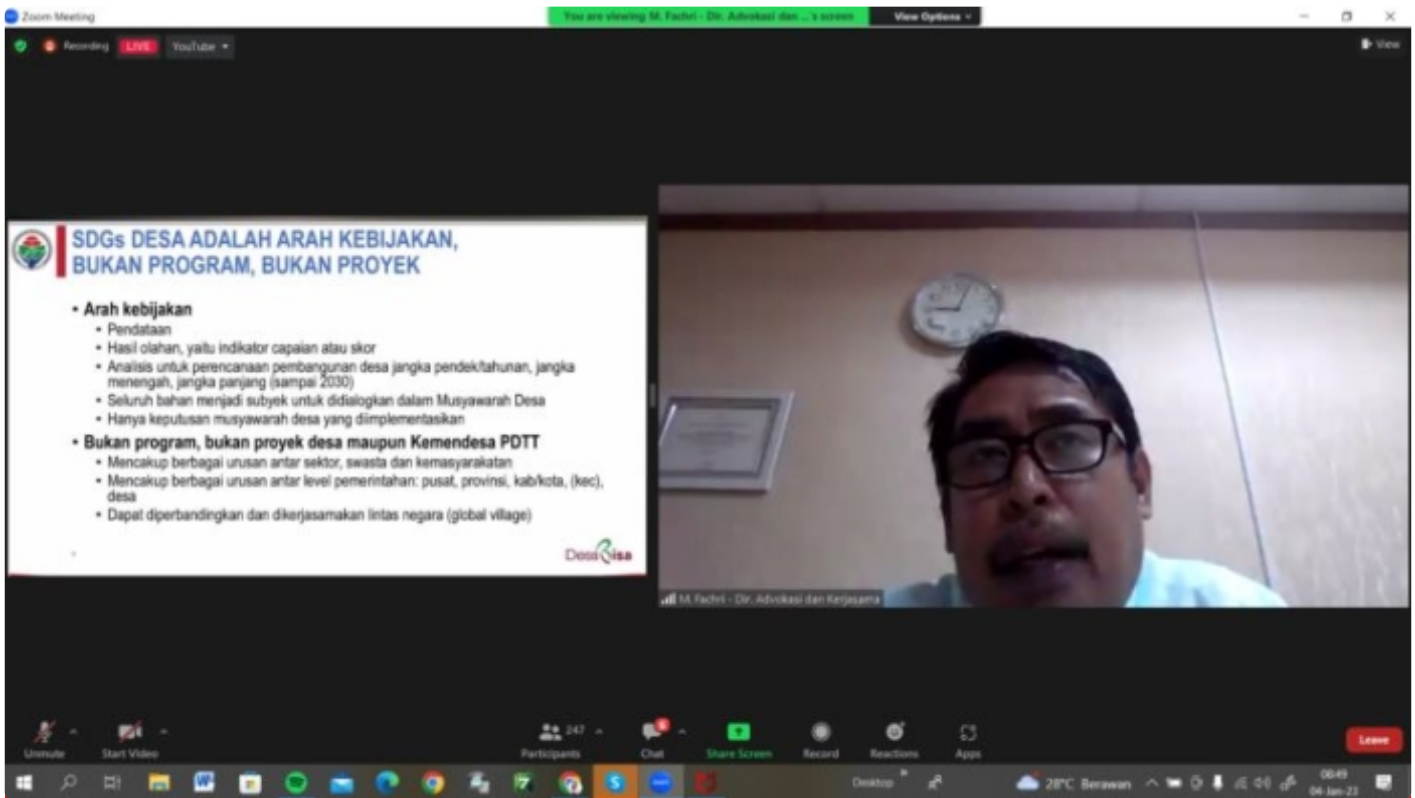 Zoom Meeting
You are viewing M. Fachri - Dir. Advokasi dan ...'s screen
View Options
Recording
LIVE
YouTube
View
SDGs DESA ADALAH ARAH KEBIJAKAN,
BUKAN PROGRAM, BUKAN PROYEK
• Arah kebijakan
• Pendataan
• Hasil olahan, yaitu indikator capaian atau skor
• Analisis untuk perencanaan pembangunan desa jangka pendek/tahunan, jangka
menengah, jangka panjang (sampai 2030)
• Seluruh bahan menjadi subyek untuk didialogkan dalam Musyawarah Desa
• Hanya keputusan musyawarah desa yang diimplementasikan
• Bukan program, bukan proyek desa maupun Kemendesa PDTT
• Mencakup berbagai urusan antar sektor, swasta dan kemasyarakatan
• Mencakup berbagai urusan antar level pemerintahan: pusat, provinsi, kab/kota, (kec),
desa
• Dapat diperbandingkan dan dikerjasamakan lintas negara (global village)
Desa Bisa
M. Fachri - Dir. Advokasi dan Kerjasama
Unmute
Start Video
247
Participants
Chat
Share Screen
Record
Reactions
Apps
Leave
Desktop
28°C Berawan
08:49
04-Jan-23